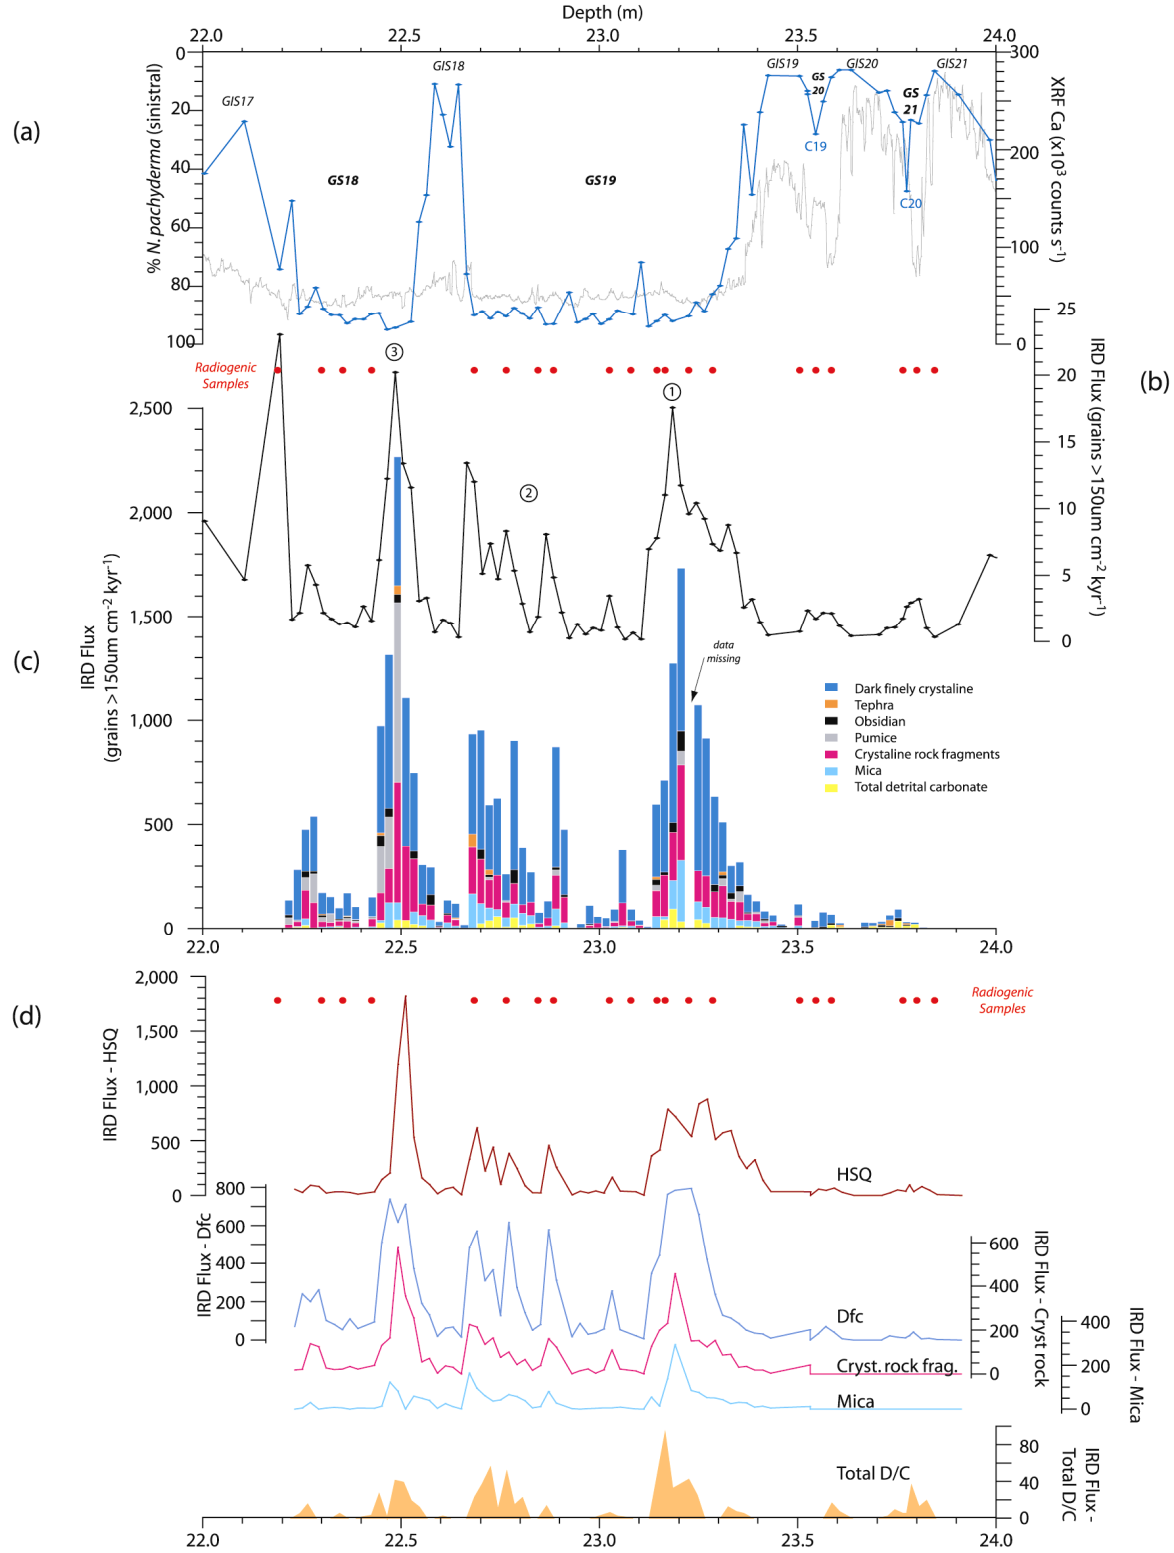 Depth (m)
22.0 22.5 23.0 23.5 24.0
(a)
% N. pachyderma (sinistral)
0
20
40
60
80
100
XRF Ca (x10³ counts s⁻¹)
300
200
100
0
GIS17
GIS18
GIS19
GS
20
GIS20
GS
21
GIS21
GS18
GS19
C19
C20
(b)
IRD Flux (grains >150um cm⁻² kyr⁻¹)
25
20
15
10
5
0
Radiogenic
Samples
3
1
2
(c)
IRD Flux
(grains >150um cm⁻² kyr⁻¹)
2,500
2,000
1,500
1,000
500
0
data
missing
Dark finely crystaline
Tephra
Obsidian
Pumice
Crystaline rock fragments
Mica
Total detrital carbonate
22.0 22.5 23.0 23.5 24.0
(d)
IRD Flux - HSQ
2,000
1,500
1,000
500
0
Radiogenic
Samples
HSQ
IRD Flux - Dfc
800
600
400
200
0
Dfc
IRD Flux - Cryst rock
600
400
200
0
Cryst. rock frag.
IRD Flux - Mica
400
200
0
Mica
IRD Flux -
Total D/C
80
40
0
Total D/C
22.0 22.5 23.0 23.5 24.0